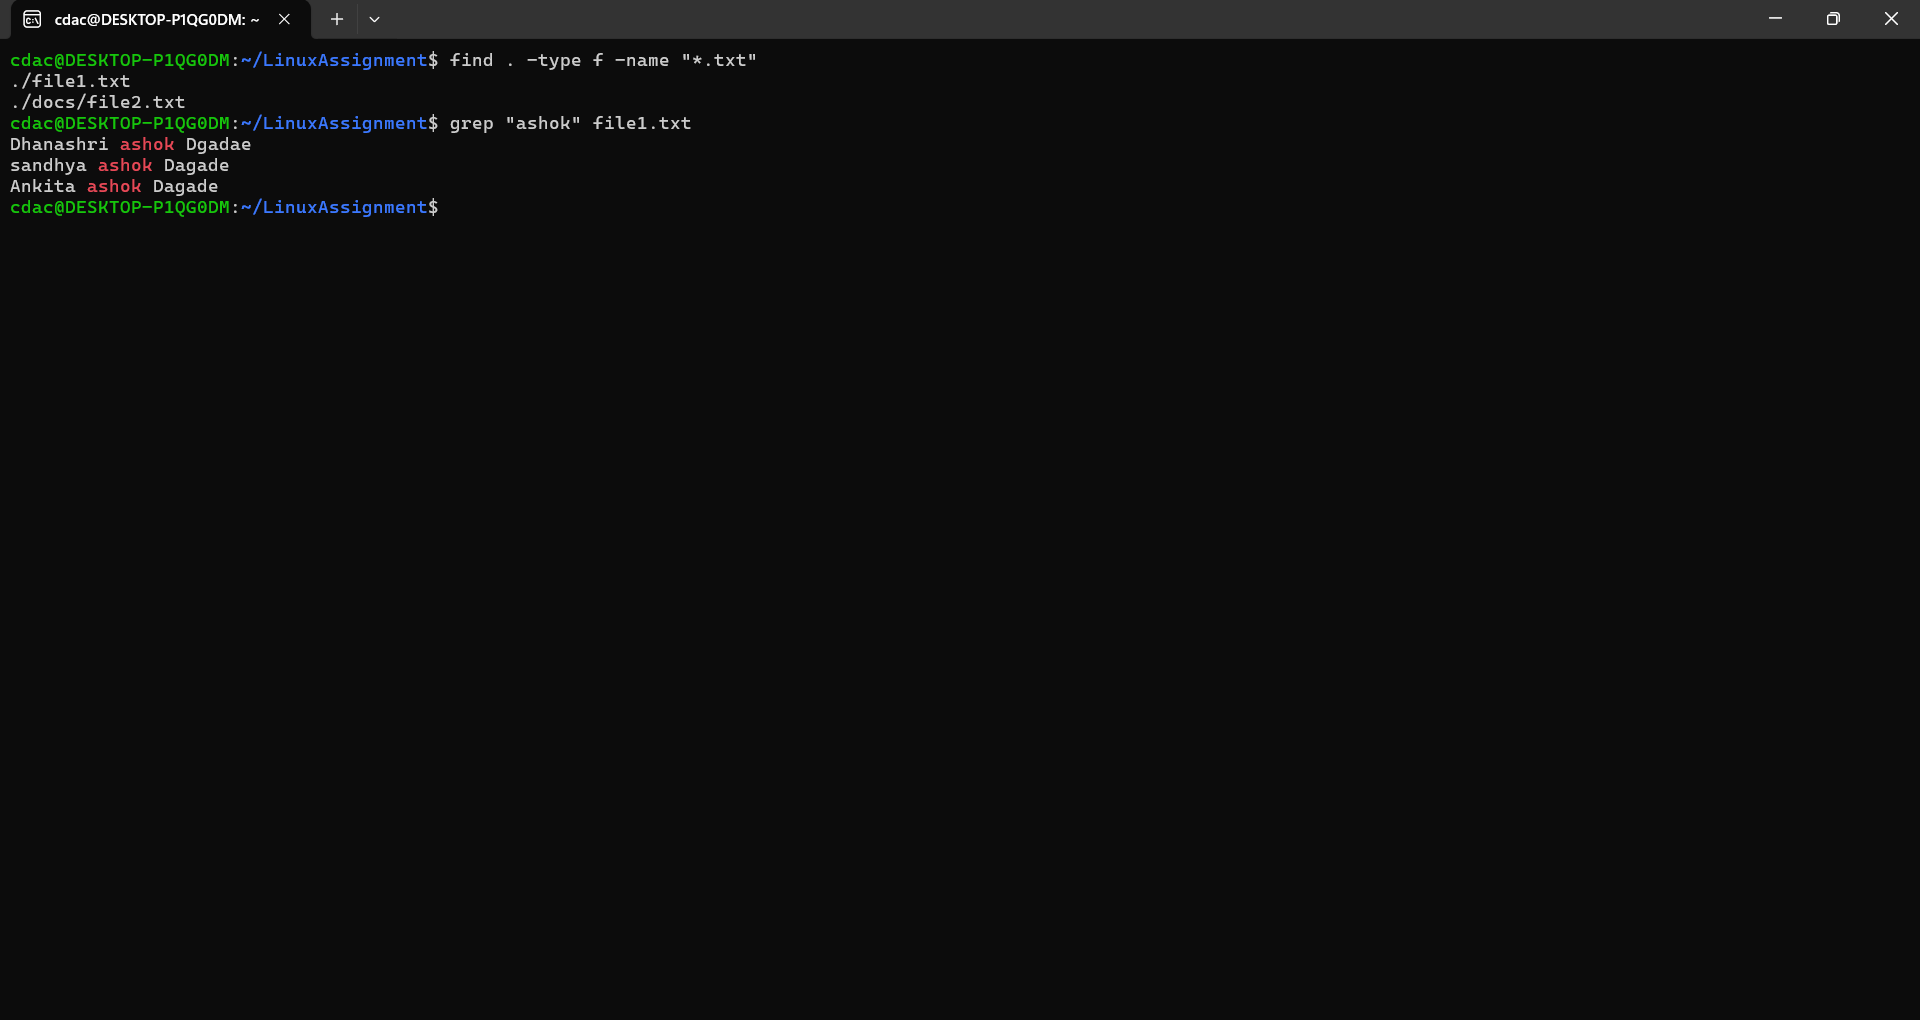 cdac@DESKTOP-P1QG0DM: ~
cdac@DESKTOP-P1QG0DM:~/LinuxAssignment$ find . -type f -name "*.txt"
./file1.txt
./docs/file2.txt
cdac@DESKTOP-P1QG0DM:~/LinuxAssignment$ grep "ashok" file1.txt
Dhanashri ashok Dgadae
sandhya ashok Dagade
Ankita ashok Dagade
cdac@DESKTOP-P1QG0DM:~/LinuxAssignment$